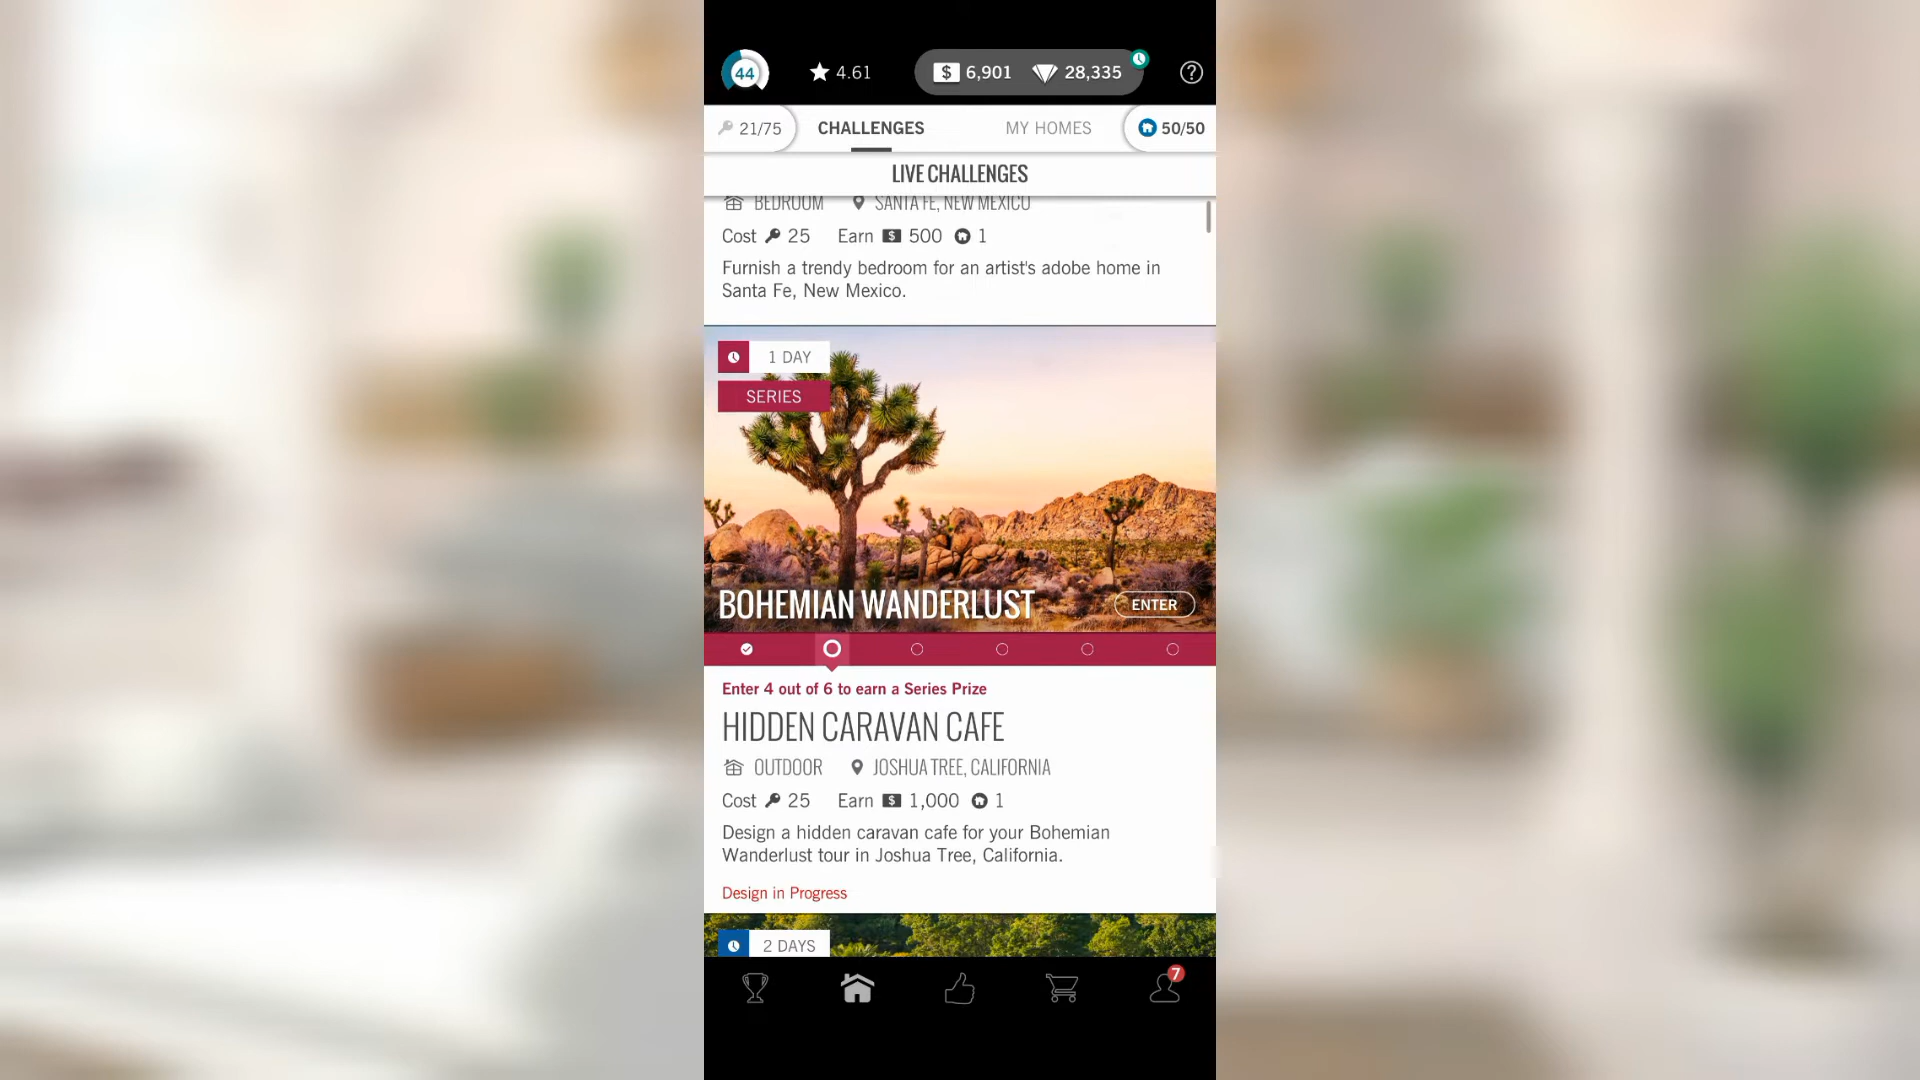 44
4.61
$ 6,901
28,335
?
21/75
CHALLENGES
MY HOMES
50/50
LIVE CHALLENGES
BEDROOM
SANTA FE, NEW MEXICO
Cost 25 Earn $ 500 1
Furnish a trendy bedroom for an artist's adobe home in
Santa Fe, New Mexico.
1 DAY
SERIES
BOHEMIAN WANDERLUST
ENTER
Enter 4 out of 6 to earn a Series Prize
HIDDEN CARAVAN CAFE
OUTDOOR
JOSHUA TREE, CALIFORNIA
Cost 25 Earn $ 1,000 1
Design a hidden caravan cafe for your Bohemian
Wanderlust tour in Joshua Tree, California.
Design in Progress
2 DAYS
7